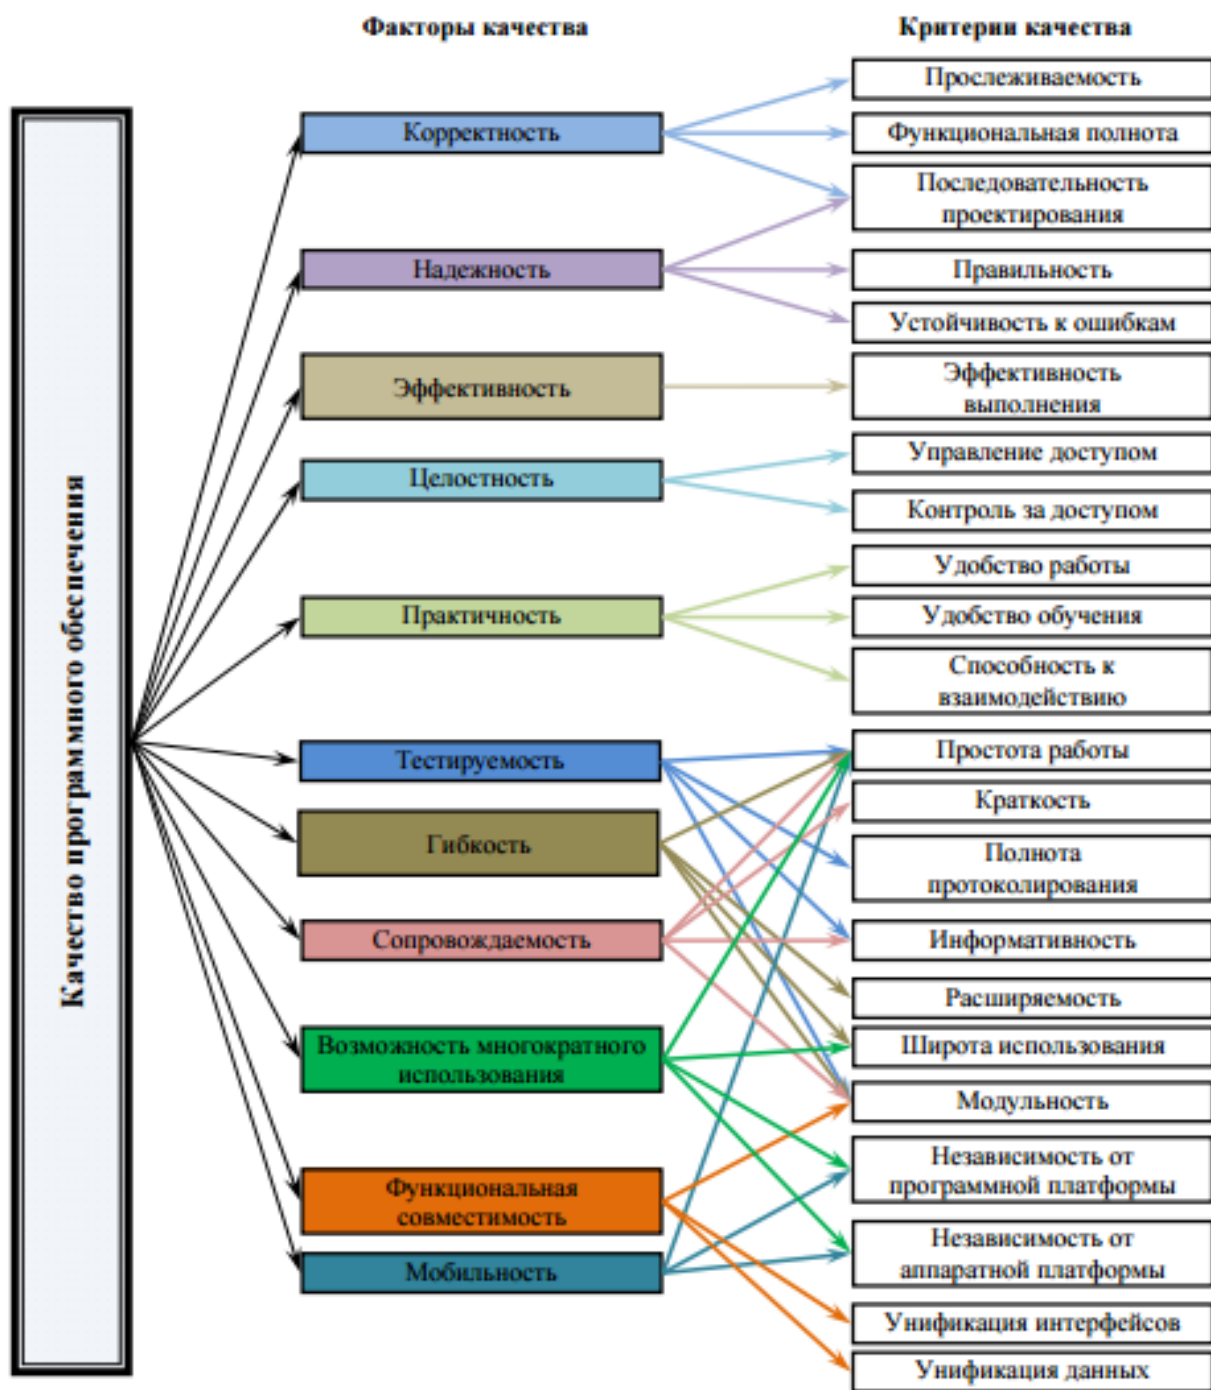 Факторы качества
Критерии качества
Качество программного обеспечения
Корректность
Надежность
Эффективность
Целостность
Практичность
Тестируемость
Гибкость
Сопровождаемость
Возможность многократного
использования
Функциональная
совместимость
Мобильность
Прослеживаемость
Функциональная полнота
Последовательность
проектирования
Правильность
Устойчивость к ошибкам
Эффективность
выполнения
Управление доступом
Контроль за доступом
Удобство работы
Удобство обучения
Способность к
взаимодействию
Простота работы
Краткость
Полнота
протоколирования
Информативность
Расширяемость
Широта использования
Модульность
Независимость от
программной платформы
Независимость от
аппаратной платформы
Унификация интерфейсов
Унификация данных